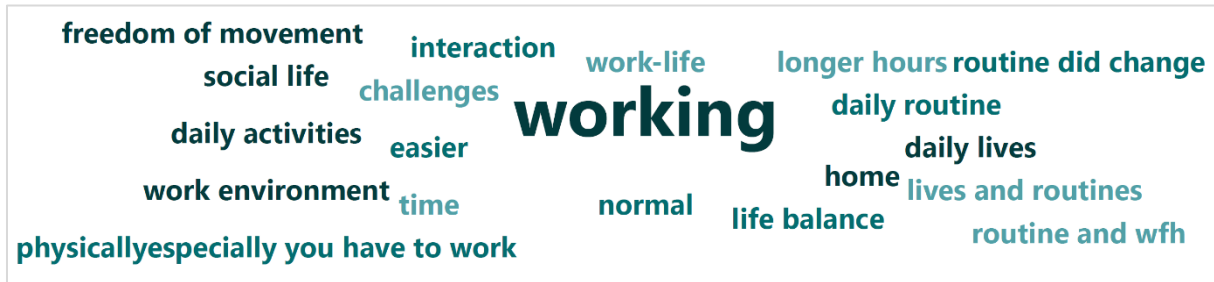 freedom of movement
interaction
work-life
longer hours
routine did change
social life
challenges
working
daily routine
daily activities
easier
daily lives
work environment
time
home
lives and routines
normal
life balance
physicallyespecially you have to work
routine and wfh